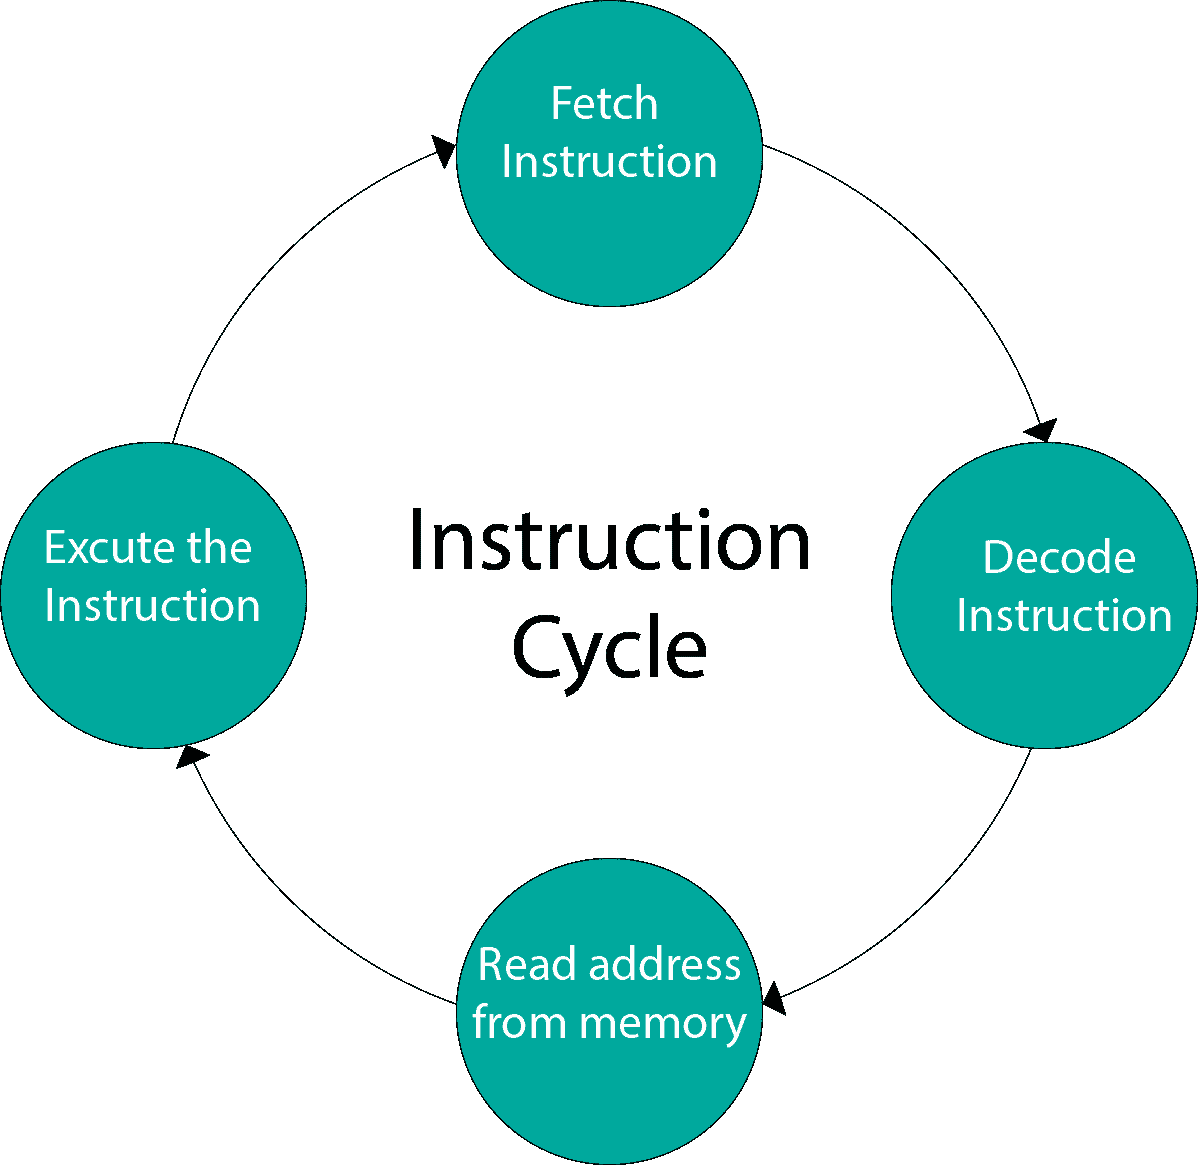 Fetch
Instruction
Excute the
Instruction
Instruction
Cycle
Decode
Instruction
Read address
from memory